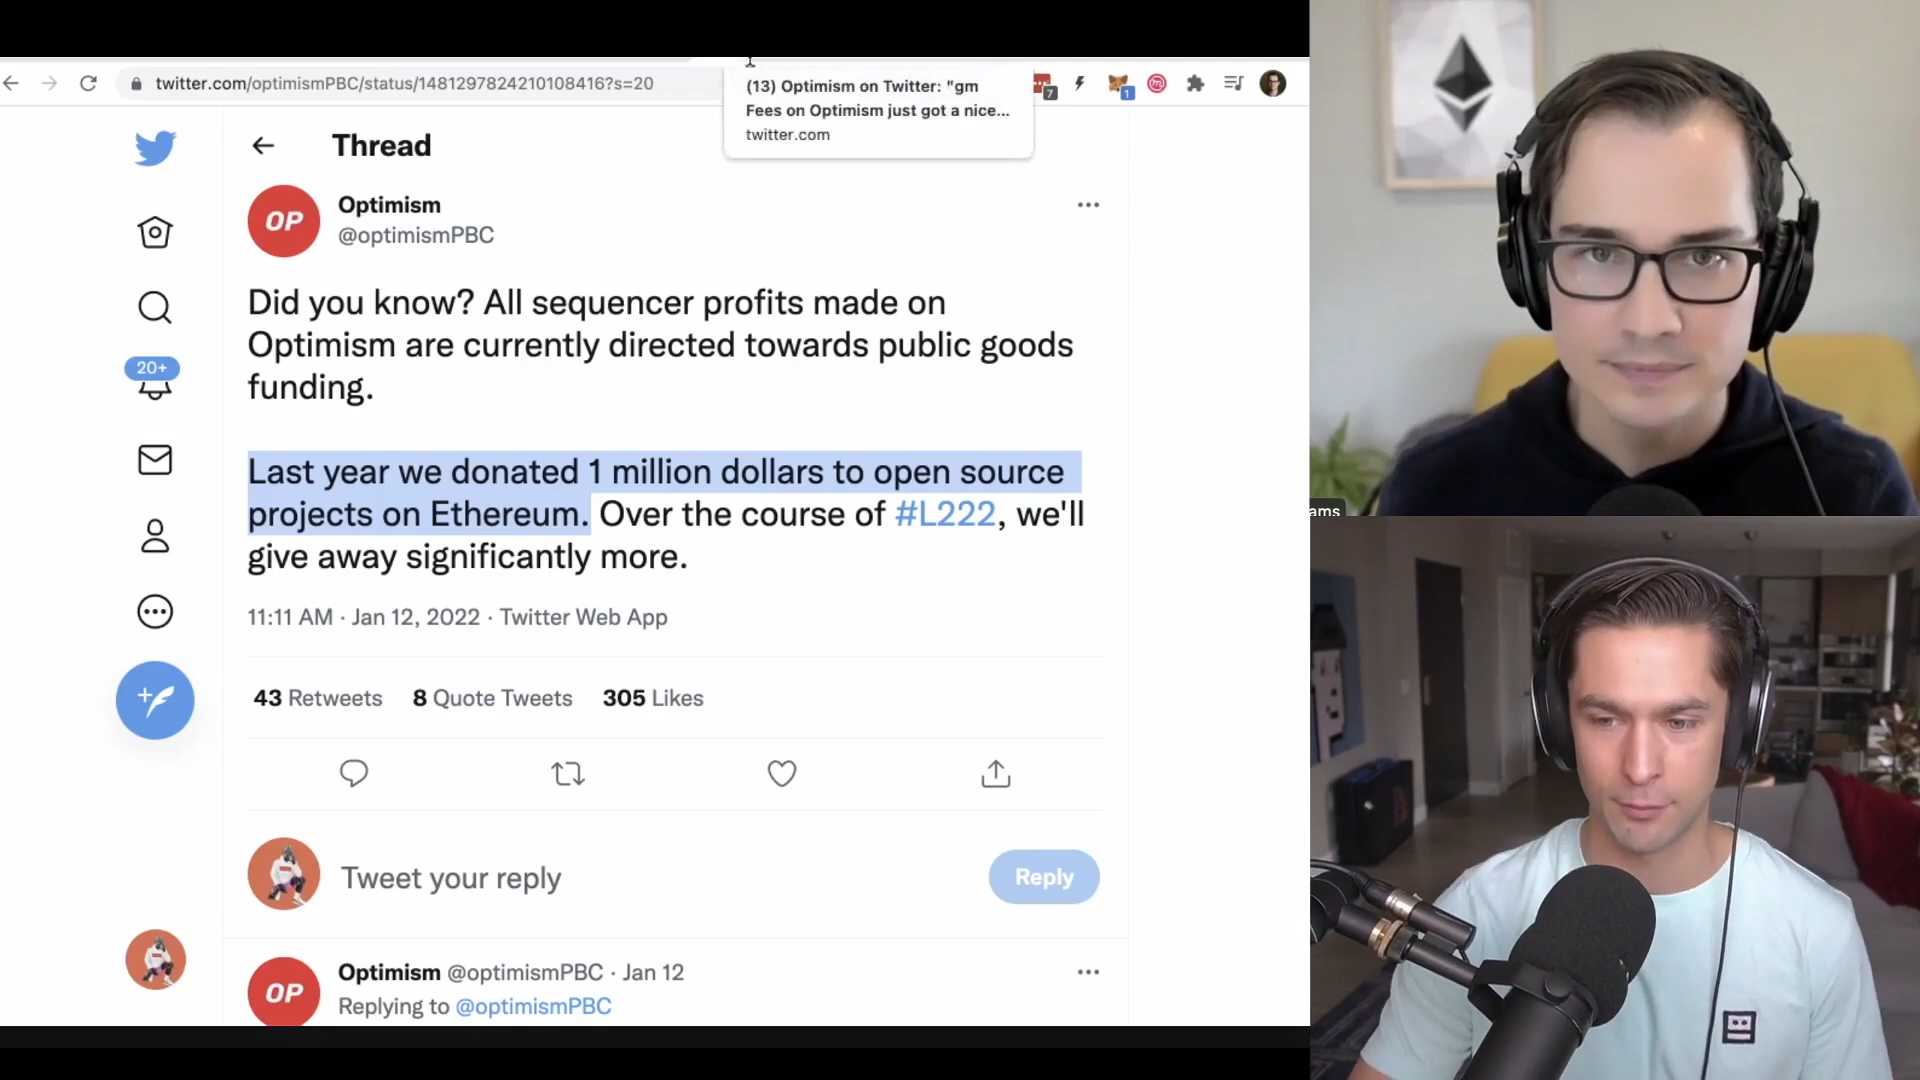 twitter.com/optimismPBC/status/1481297824210108416?s=20
(13) Optimism on Twitter: "gm
Fees on Optimism just got a nice...
twitter.com
7
1
Thread
OP
Optimism
@optimismPBC
Did you know? All sequencer profits made on
Optimism are currently directed towards public goods
funding.
Last year we donated 1 million dollars to open source
projects on Ethereum. Over the course of #L222, we'll
give away significantly more.
11:11 AM · Jan 12, 2022 · Twitter Web App
43 Retweets 8 Quote Tweets 305 Likes
20+
Tweet your reply
Reply
OP
Optimism @optimismPBC · Jan 12
Replying to @optimismPBC
ams